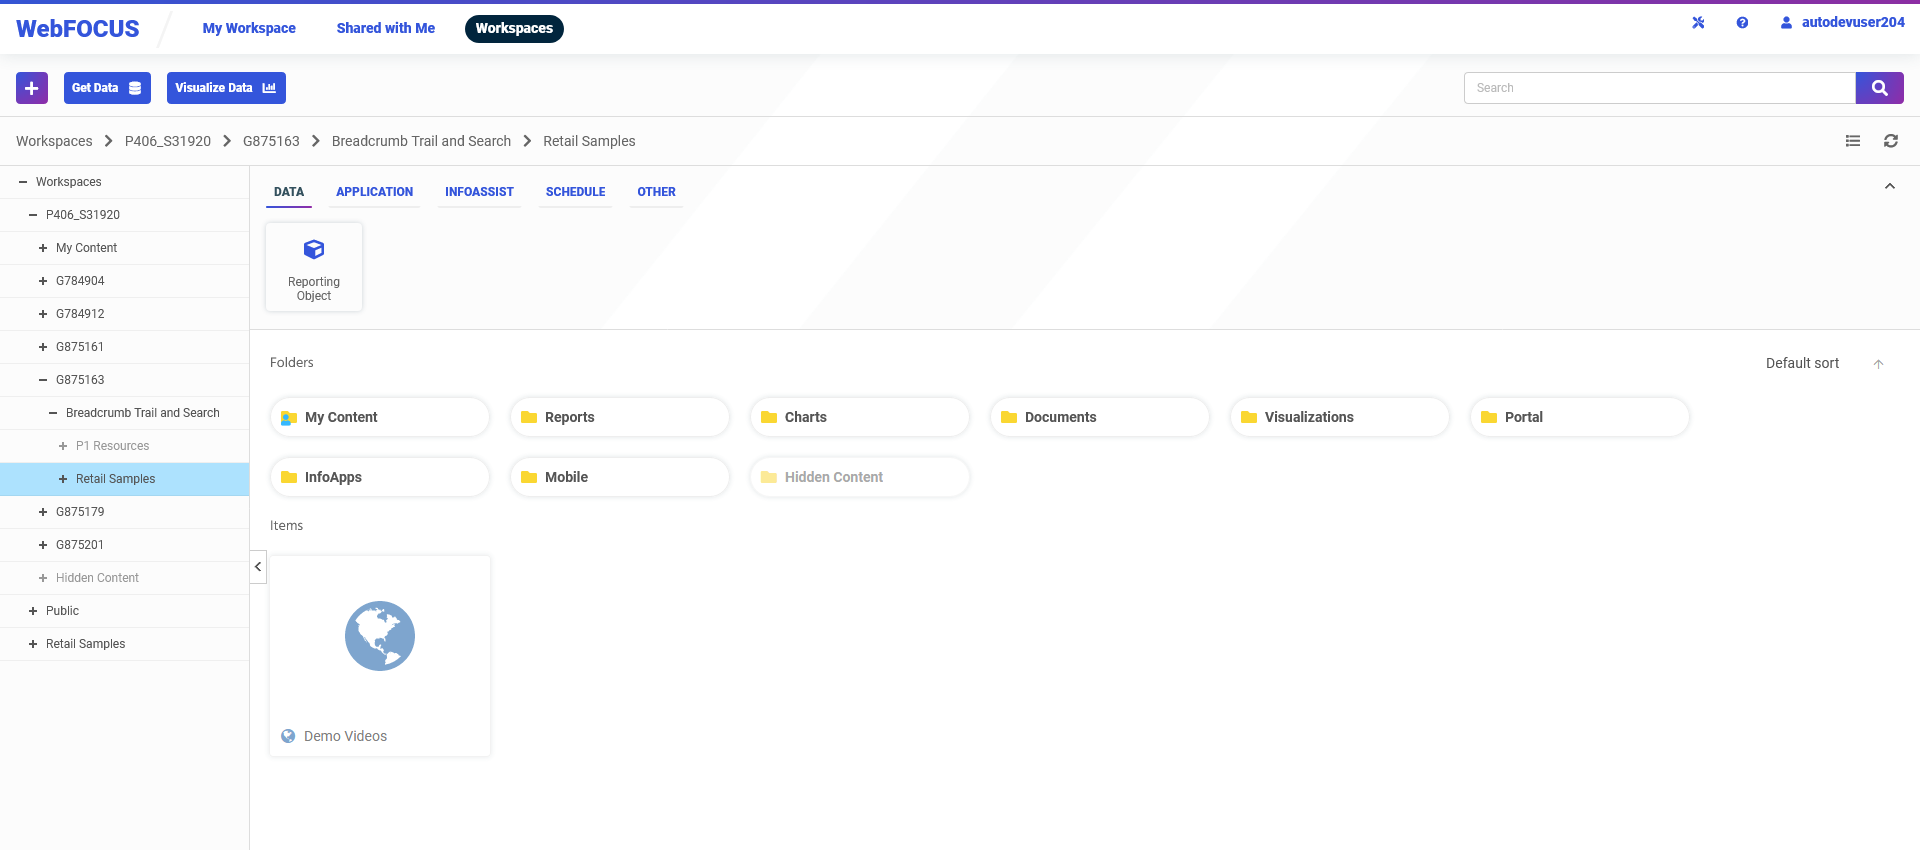 WebFOCUS
My Workspace
Shared with Me
Workspaces
autodevuser204
Get Data
Visualize Data
Search
Workspaces
P406_S31920
G875163
Breadcrumb Trail and Search
Retail Samples
Workspaces
P406_S31920
My Content
G784904
G784912
G875161
G875163
Breadcrumb Trail and Search
P1 Resources
Retail Samples
G875179
G875201
Hidden Content
Public
Retail Samples
DATA
APPLICATION
INFOASSIST
SCHEDULE
OTHER
Reporting
Object
Folders
Default sort
My Content
Reports
Charts
Documents
Visualizations
Portal
InfoApps
Mobile
Hidden Content
Items
Demo Videos